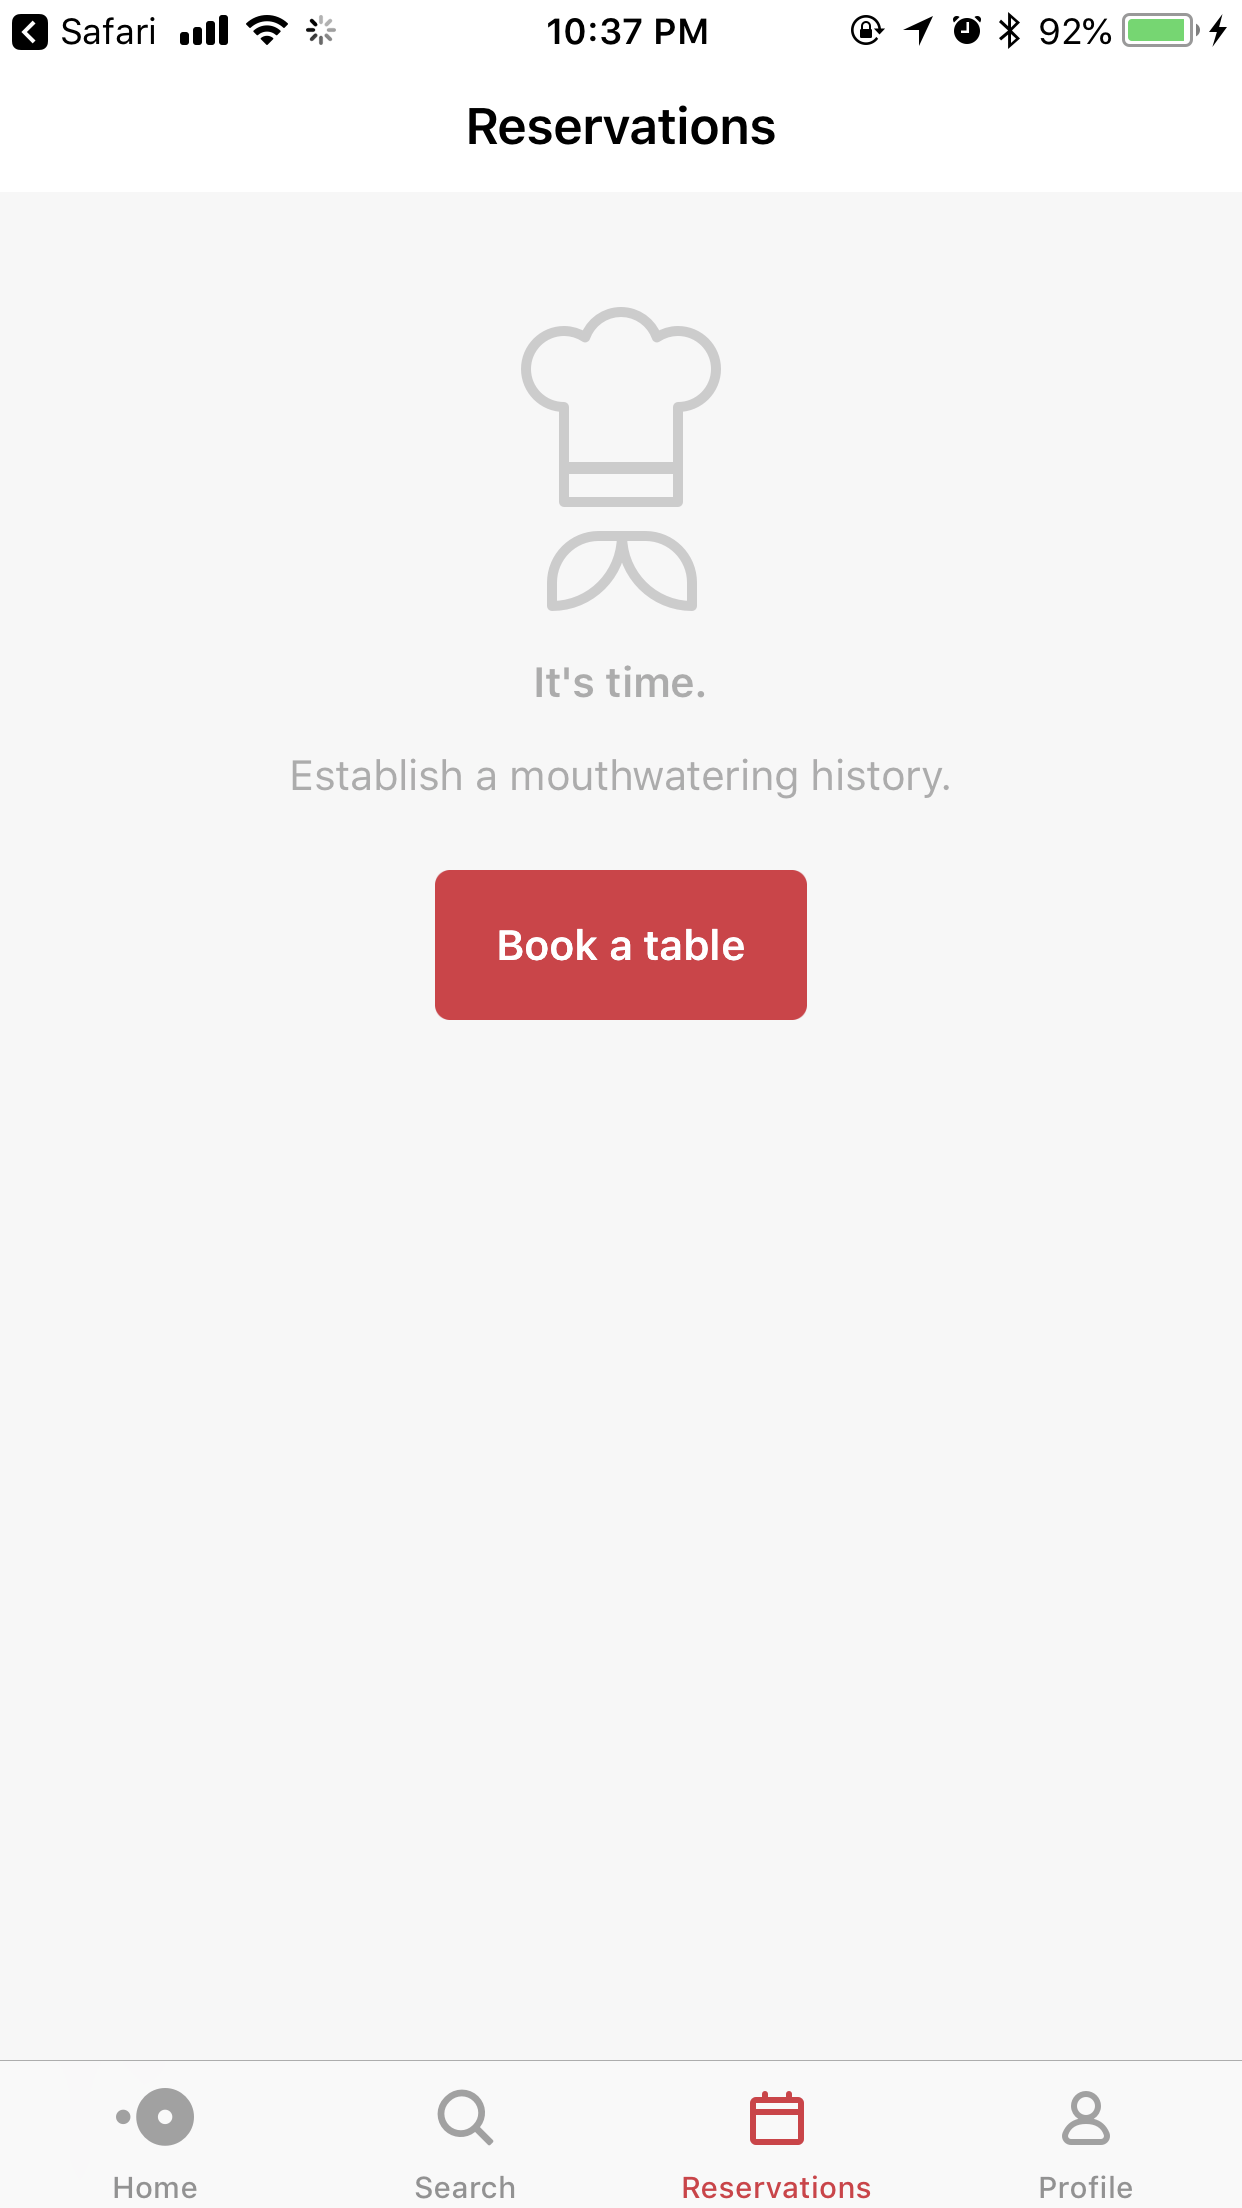 Safari 10:37 PM 92%
Reservations
It's time.
Establish a mouthwatering history.
Book a table
Home Search Reservations Profile